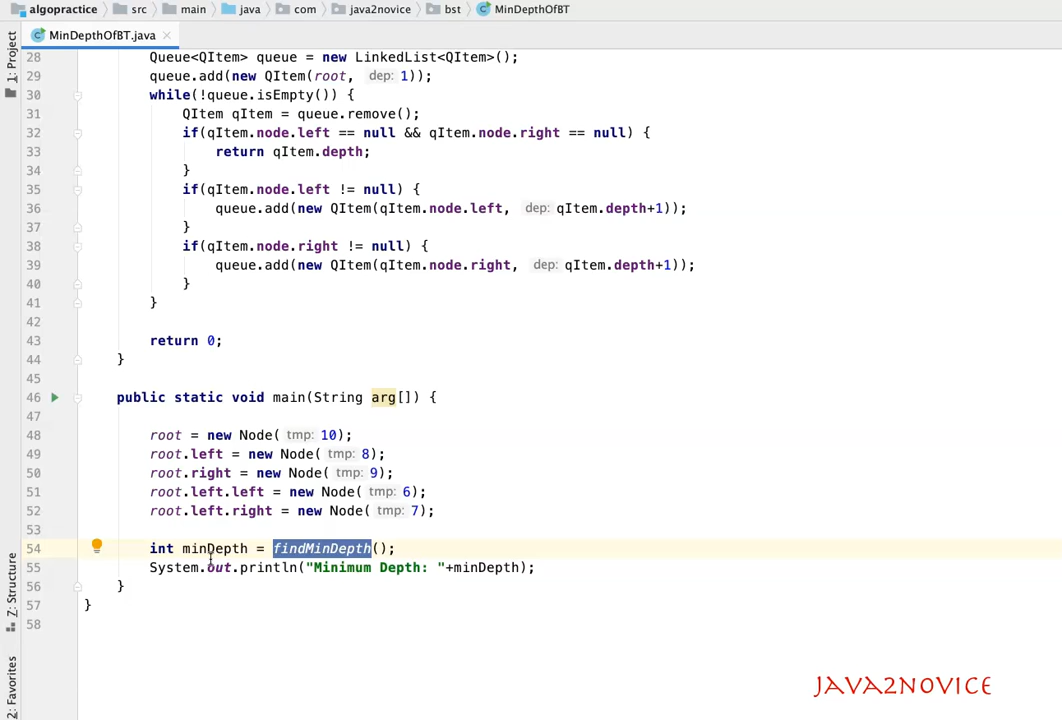 algopractice src main java com java2novice bst MinDepthOfBT
MinDepthOfBT.java
1: Project
Z: Structure
2: Favorites
28 Queue<QItem> queue = new LinkedList<QItem>();
29 queue.add(new QItem(root, dep: 1));
30 while(!queue.isEmpty()) {
31 QItem qItem = queue.remove();
32 if(qItem.node.left == null && qItem.node.right == null) {
33 return qItem.depth;
34 }
35 if(qItem.node.left != null) {
36 queue.add(new QItem(qItem.node.left, dep: qItem.depth+1));
37 }
38 if(qItem.node.right != null) {
39 queue.add(new QItem(qItem.node.right, dep: qItem.depth+1));
40 }
41 }
42
43 return 0;
44 }
45
46 public static void main(String arg[]) {
47
48 root = new Node( tmp: 10);
49 root.left = new Node( tmp: 8);
50 root.right = new Node( tmp: 9);
51 root.left.left = new Node( tmp: 6);
52 root.left.right = new Node( tmp: 7);
53
54 int minDepth = findMinDepth();
55 System.out.println("Minimum Depth: "+minDepth);
56 }
57 }
58
JAVA2NOVICE